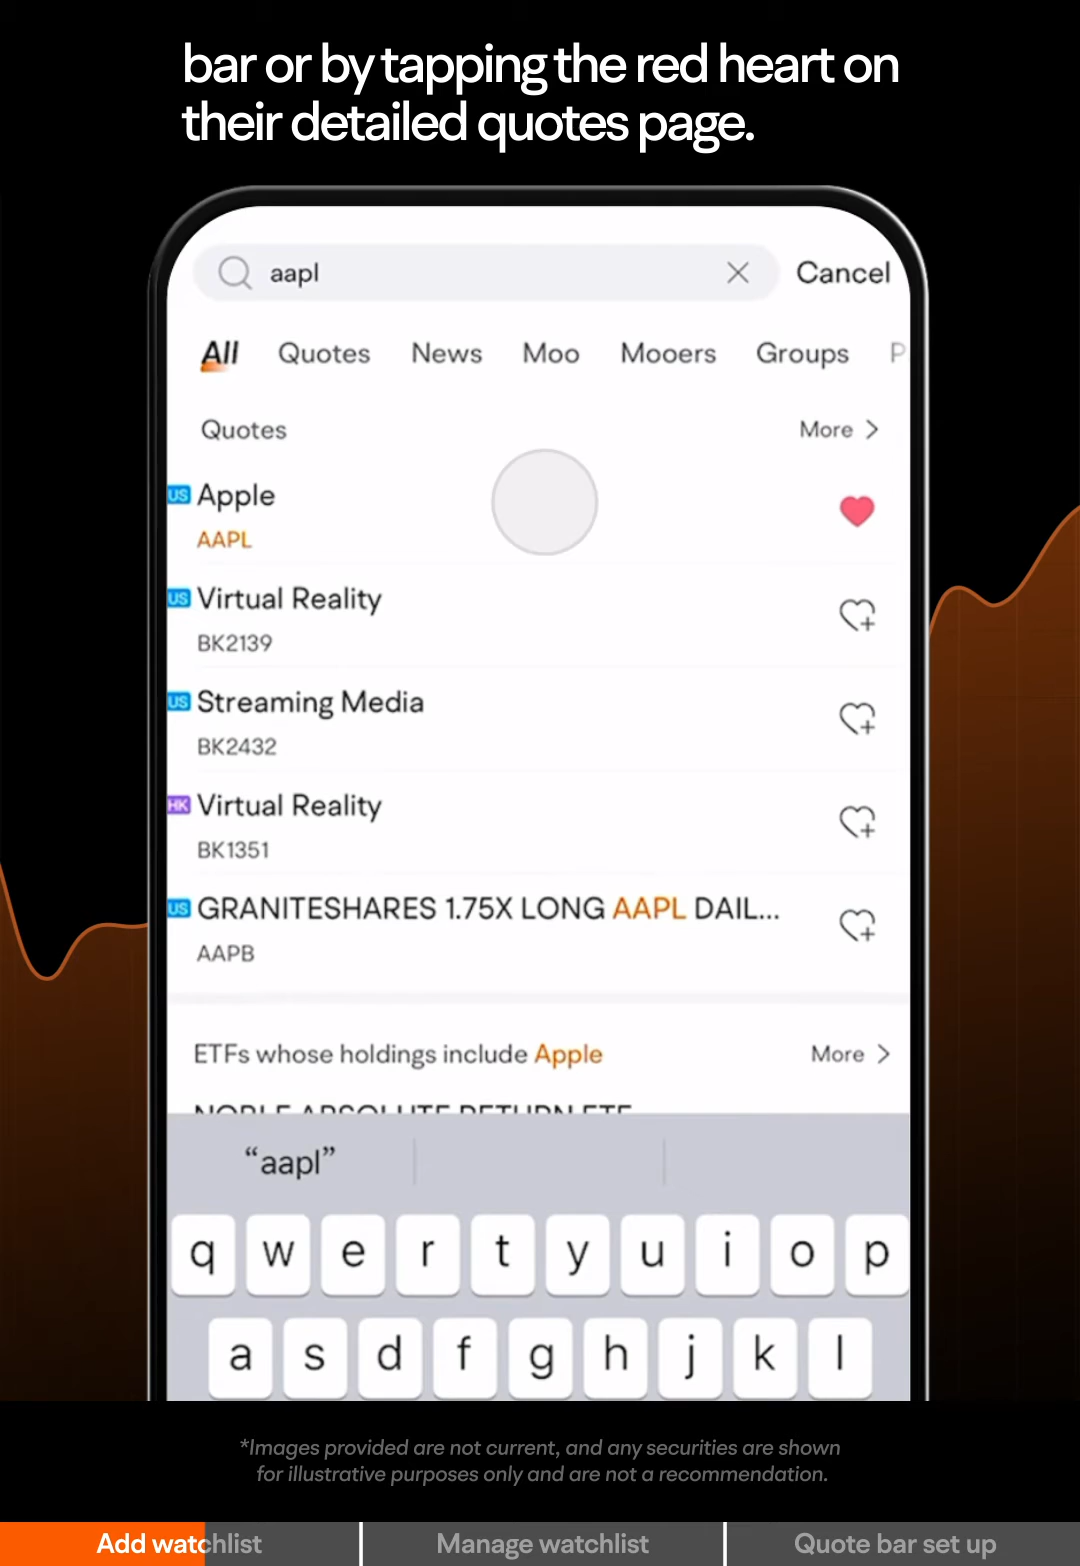 bar or by tapping the red heart on
their detailed quotes page.
aapl
Cancel
All Quotes News Moo Mooers Groups P
Quotes
More
US Apple
AAPL
US Virtual Reality
BK2139
US Streaming Media
BK2432
HK Virtual Reality
BK1351
US GRANITESHARES 1.75X LONG AAPL DAIL...
AAPB
ETFs whose holdings include Apple
More
NOBLE ABSOLUTE RETURN ETF
“aapl”
q w e r t y u i o p
a s d f g h j k l
*Images provided are not current, and any securities are shown
for illustrative purposes only and are not a recommendation.
Add watchlist Manage watchlist Quote bar set up